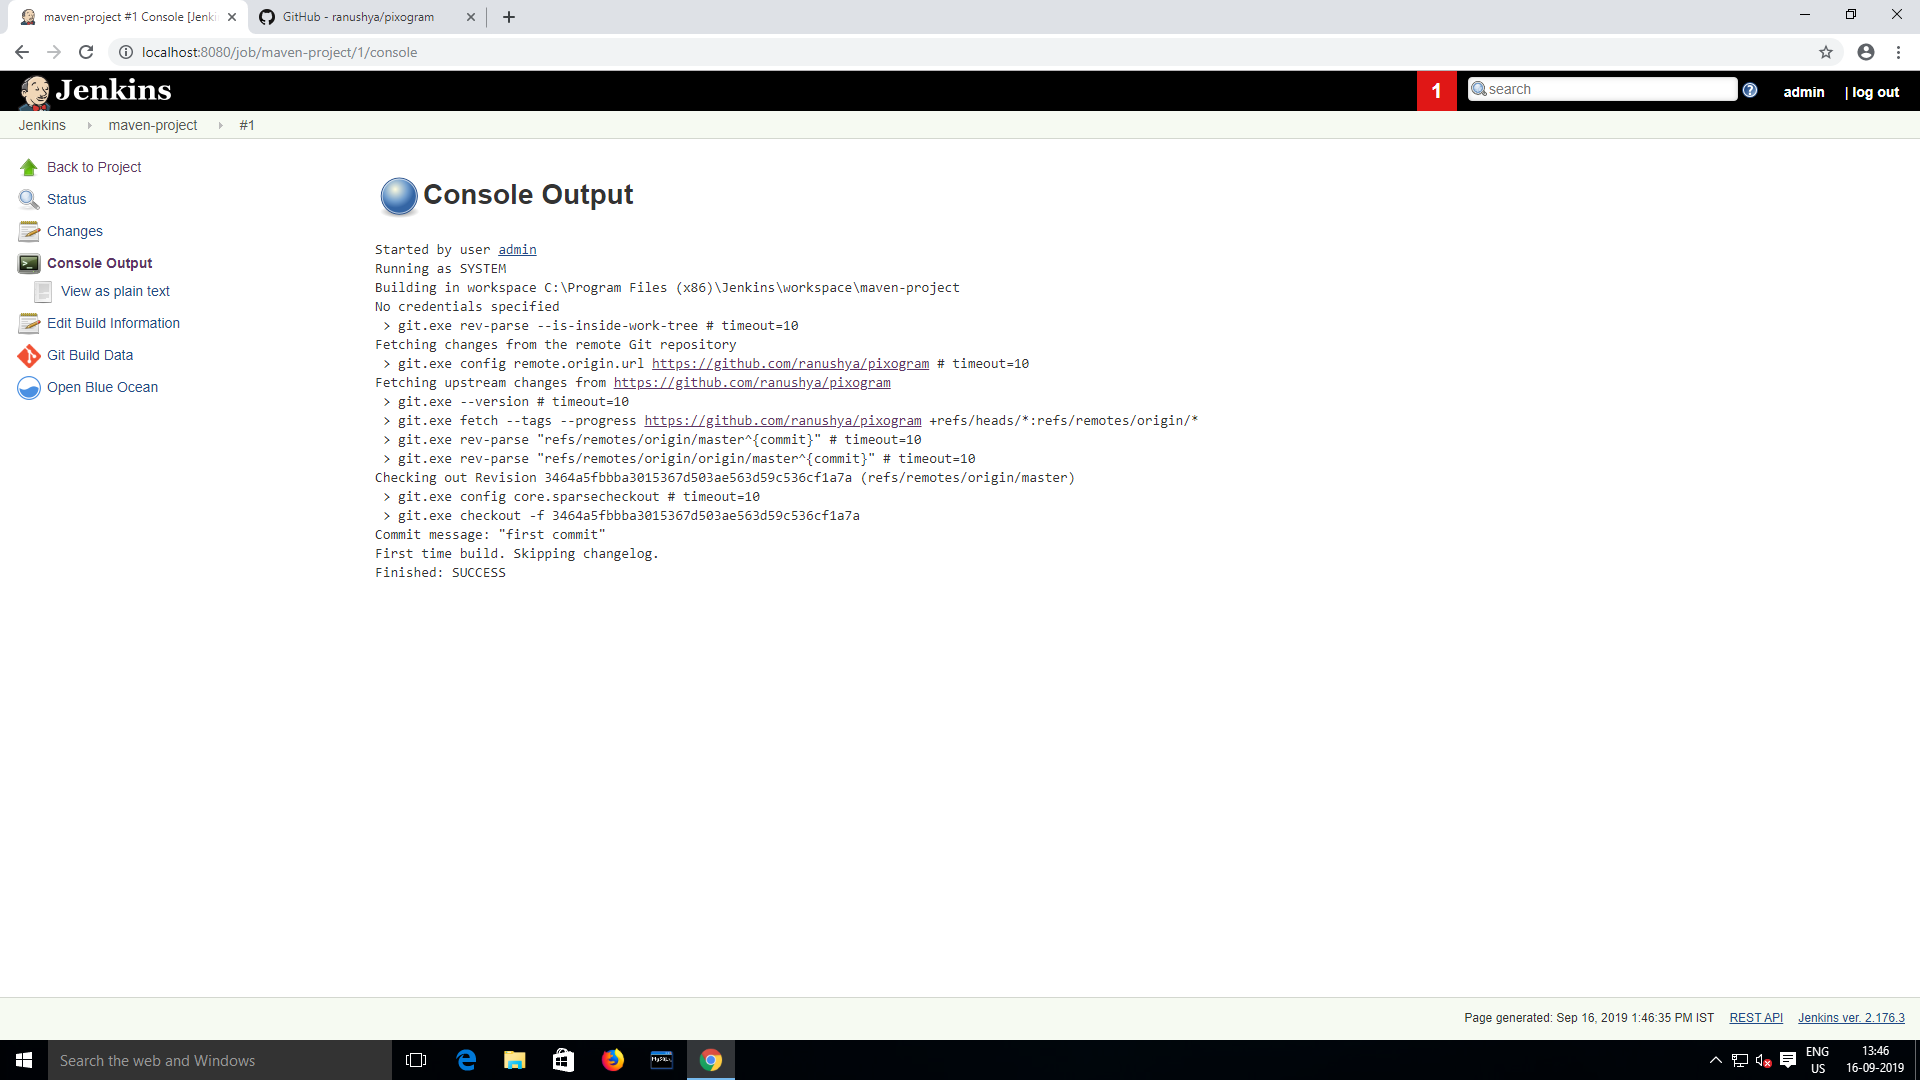 maven-project #1 Console [Jenki
GitHub - ranushya/pixogram
localhost:8080/job/maven-project/1/console
Jenkins
1
search
admin
| log out
Jenkins
maven-project
#1
Back to Project
Status
Changes
Console Output
View as plain text
Edit Build Information
Git Build Data
Open Blue Ocean
Console Output
Started by user admin
Running as SYSTEM
Building in workspace C:\Program Files (x86)\Jenkins\workspace\maven-project
No credentials specified
 > git.exe rev-parse --is-inside-work-tree # timeout=10
Fetching changes from the remote Git repository
 > git.exe config remote.origin.url https://github.com/ranushya/pixogram # timeout=10
Fetching upstream changes from https://github.com/ranushya/pixogram
 > git.exe --version # timeout=10
 > git.exe fetch --tags --progress https://github.com/ranushya/pixogram +refs/heads/*:refs/remotes/origin/*
 > git.exe rev-parse "refs/remotes/origin/master^{commit}" # timeout=10
 > git.exe rev-parse "refs/remotes/origin/origin/master^{commit}" # timeout=10
Checking out Revision 3464a5fbbba3015367d503ae563d59c536cf1a7a (refs/remotes/origin/master)
 > git.exe config core.sparsecheckout # timeout=10
 > git.exe checkout -f 3464a5fbbba3015367d503ae563d59c536cf1a7a
Commit message: "first commit"
First time build. Skipping changelog.
Finished: SUCCESS
Page generated: Sep 16, 2019 1:46:35 PM IST
REST API
Jenkins ver. 2.176.3
Search the web and Windows
ENG
US
13:46
16-09-2019